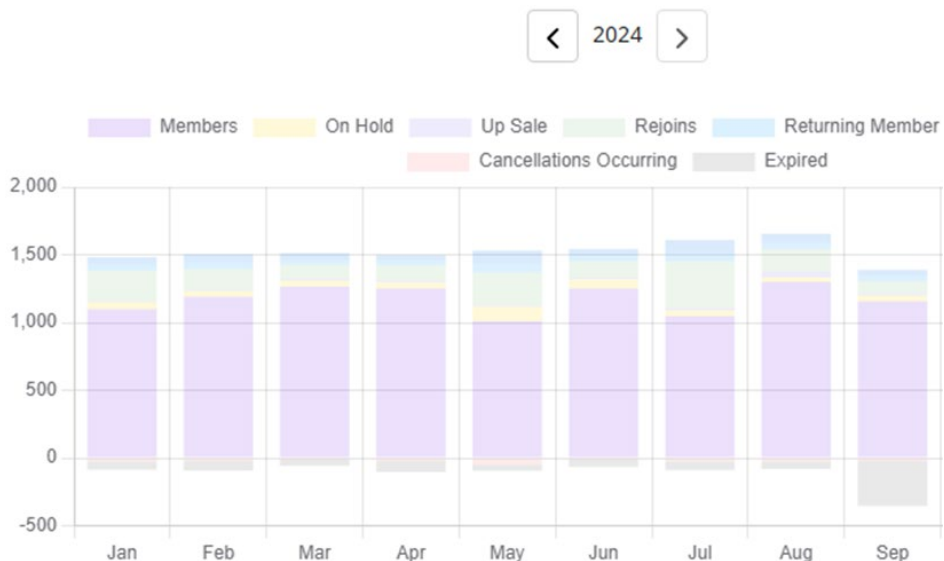 2024
Members On Hold Up Sale Rejoins Returning Member
Cancellations Occurring Expired
2,000
1,500
1,000
500
0
-500
Jan Feb Mar Apr May Jun Jul Aug Sep